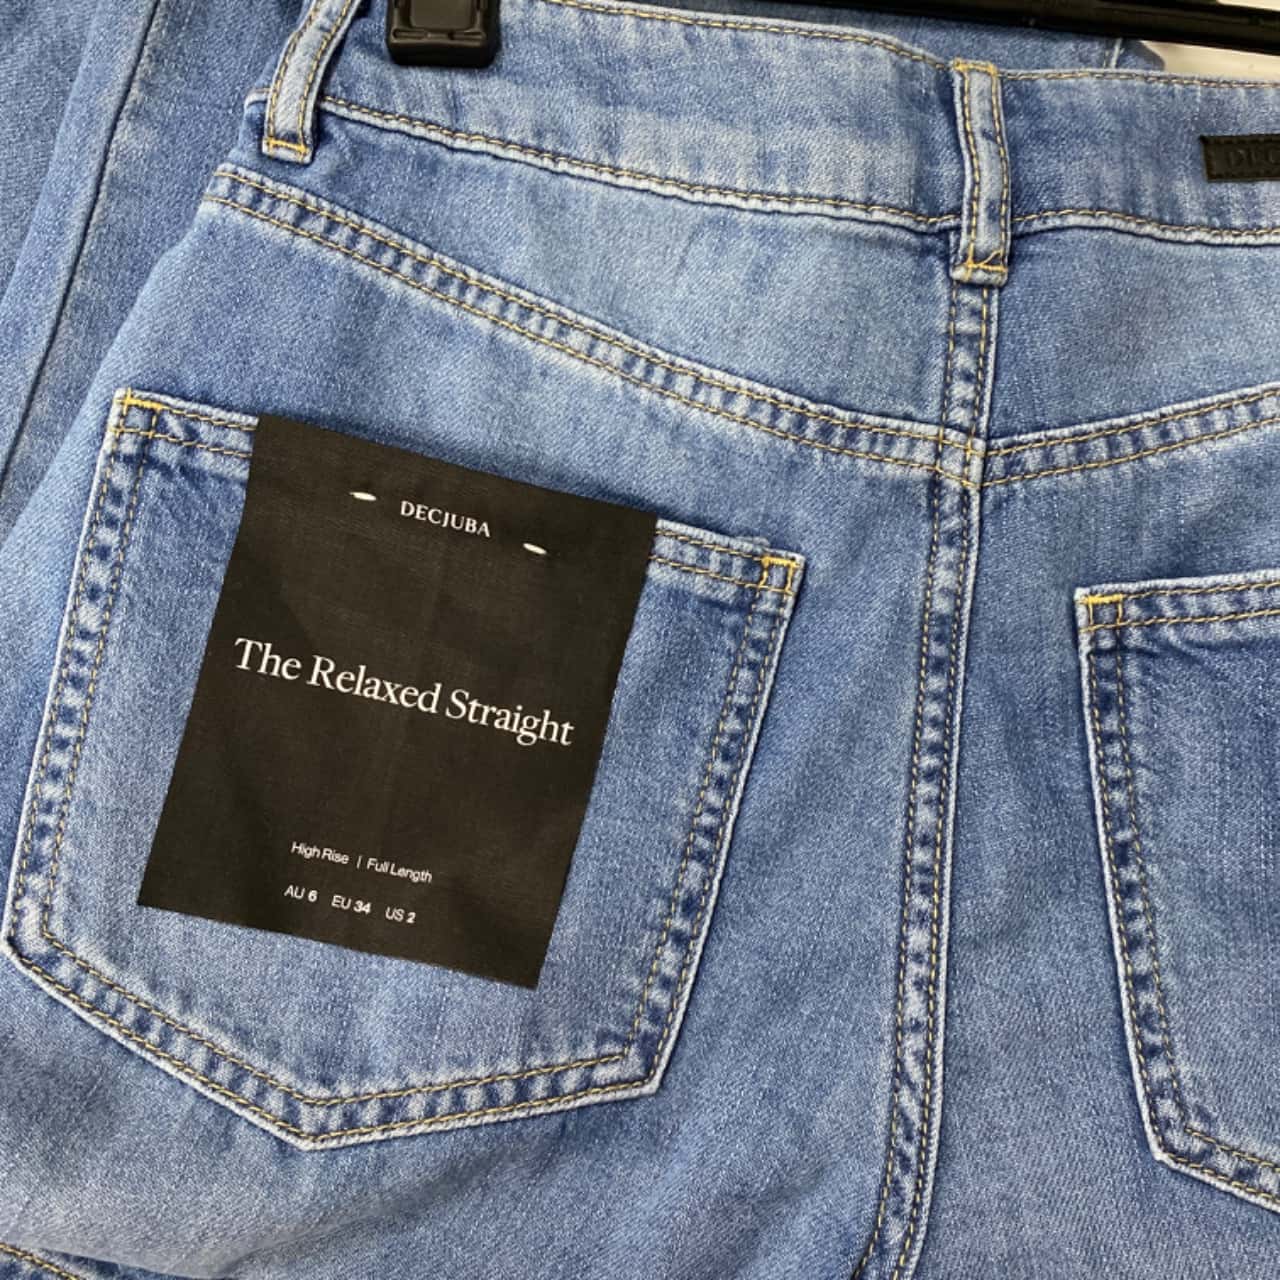 DECJUBA
The Relaxed Straight
High Rise | Full Length
AU 6 EU 34 US 2